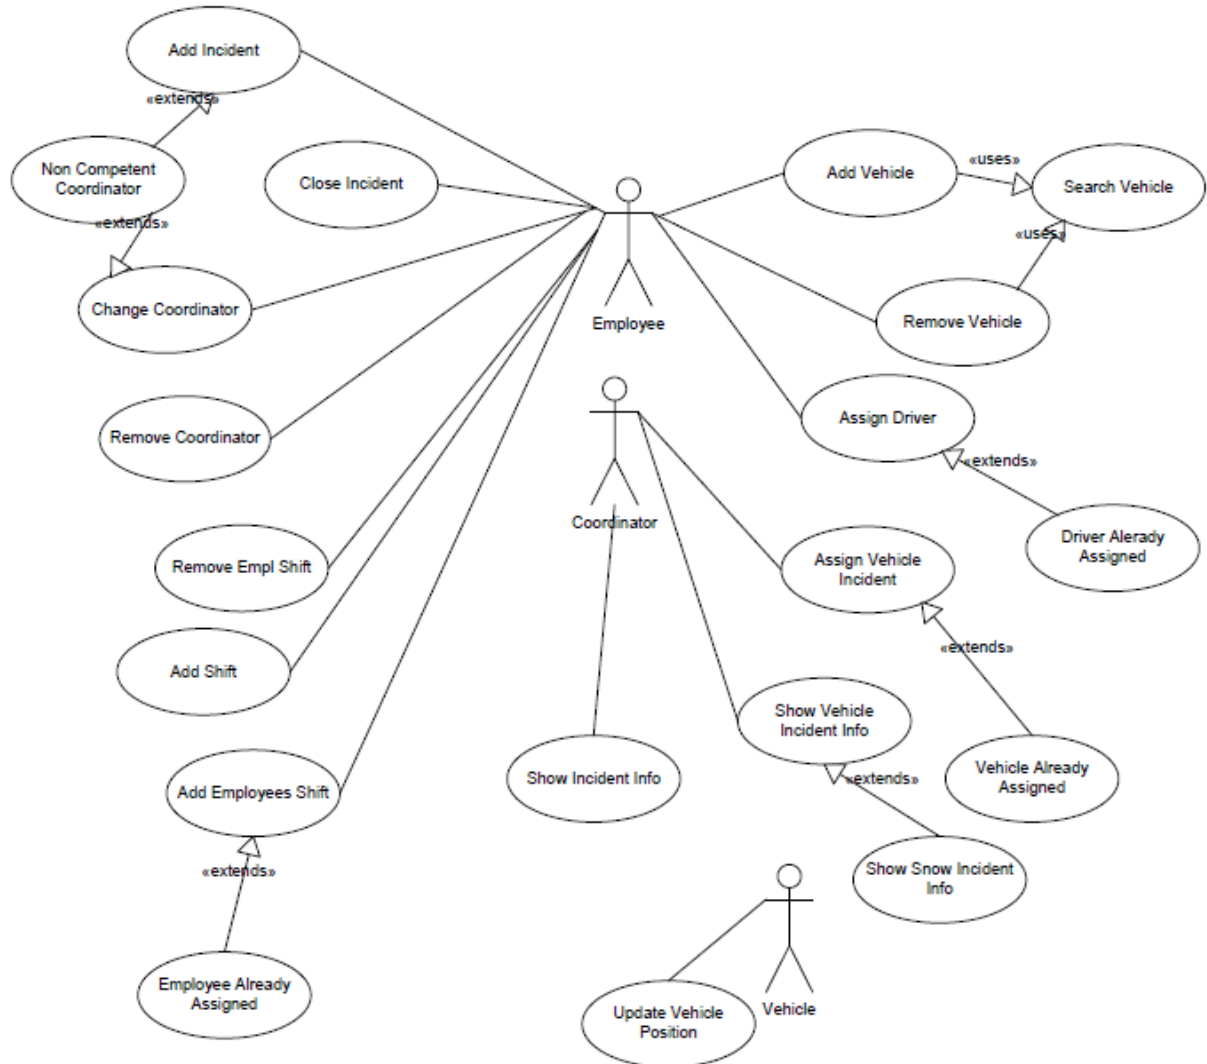 Add Incident
«extends»
Non Competent
Coordinator
«extends»
Close Incident
Add Vehicle
«uses»
Search Vehicle
«uses»
Change Coordinator
Employee
Remove Vehicle
Remove Coordinator
Assign Driver
«extends»
Coordinator
Driver Alerady
Assigned
Remove Empl Shift
Assign Vehicle
Incident
«extends»
Add Shift
Show Vehicle
Incident Info
«extends»
Show Incident Info
Vehicle Already
Assigned
Add Employees Shift
«extends»
Show Snow Incident
Info
Employee Already
Assigned
Update Vehicle
Position
Vehicle